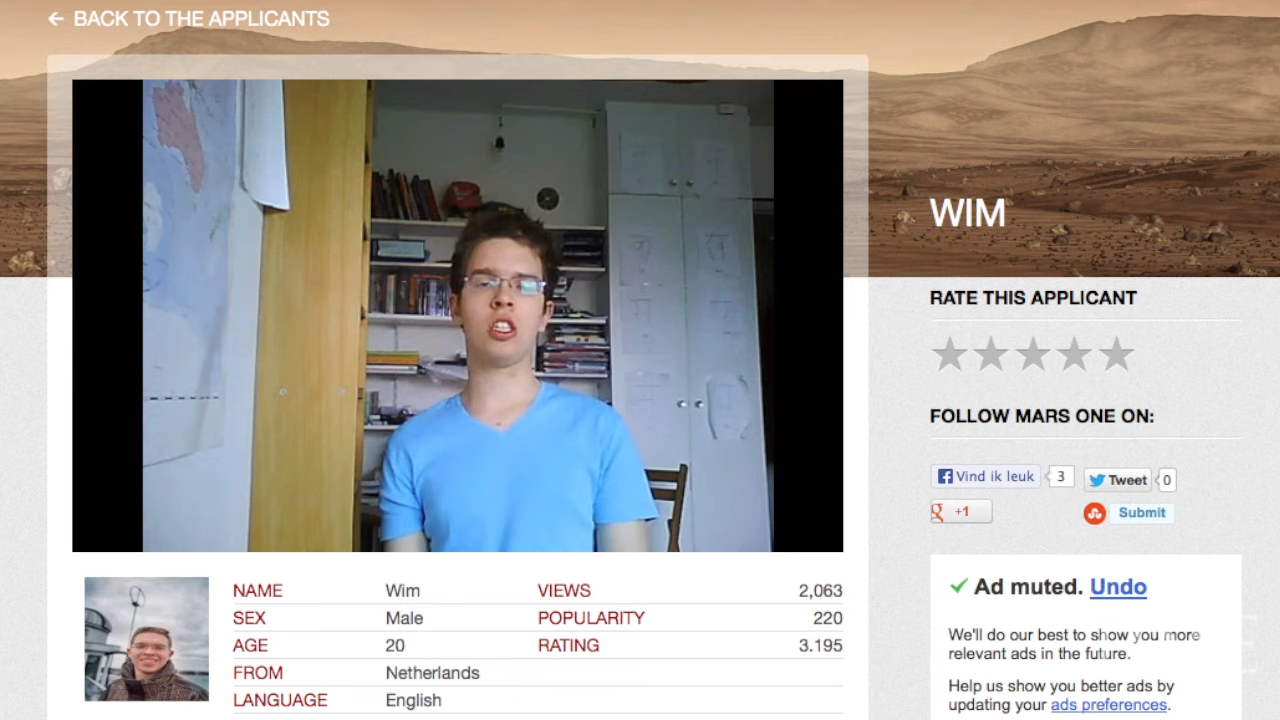 ← BACK TO THE APPLICANTS
WIM
RATE THIS APPLICANT
FOLLOW MARS ONE ON:
Vind ik leuk 3 Tweet 0
+1 Submit
NAME Wim VIEWS 2,063
SEX Male POPULARITY 220
AGE 20 RATING 3.195
FROM Netherlands
LANGUAGE English
Ad muted. Undo
We'll do our best to show you more
relevant ads in the future.
Help us show you better ads by
updating your ads preferences.